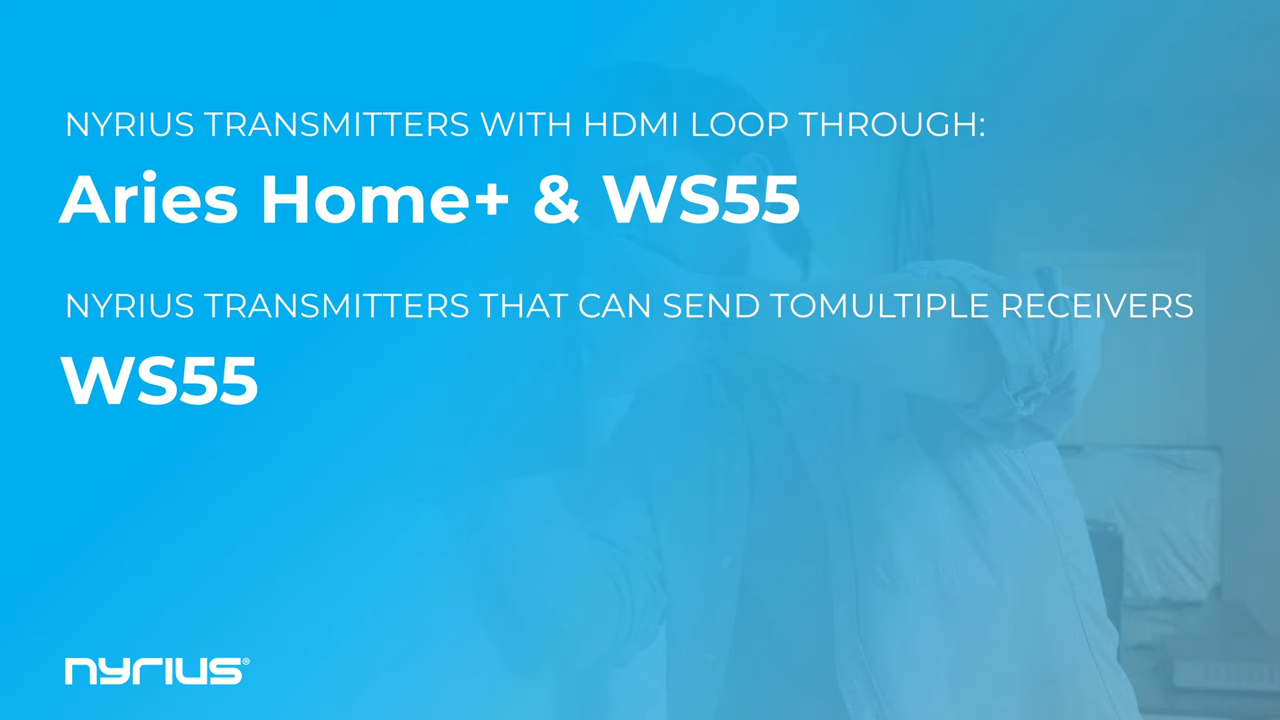 NYRIUS TRANSMITTERS WITH HDMI LOOP THROUGH:
Aries Home+ & WS55
NYRIUS TRANSMITTERS THAT CAN SEND TOMULTIPLE RECEIVERS
WS55
nyrius®